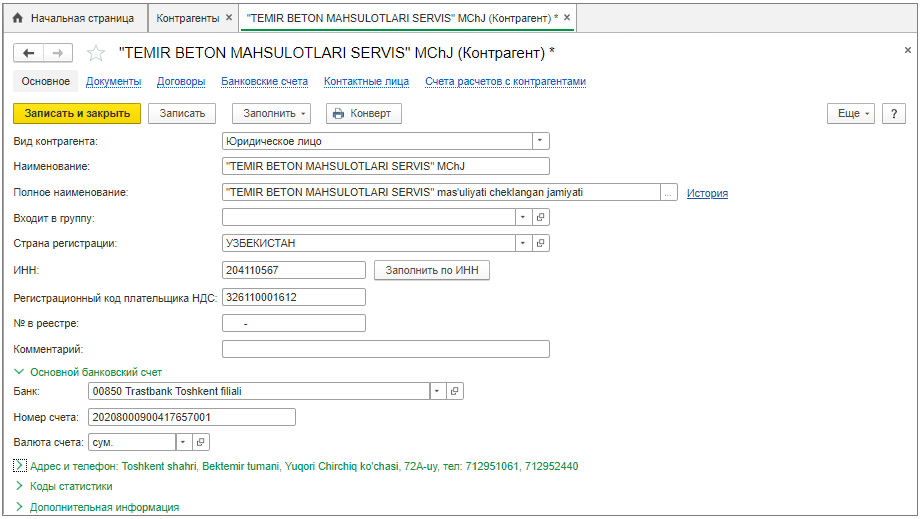 Начальная страница Контрагенты × "TEMIR BETON MAHSULOTLARI SERVIS" MChJ (Контрагент) * ×
"TEMIR BETON MAHSULOTLARI SERVIS" MChJ (Контрагент) * ×
Основное Документы Договоры Банковские счета Контактные лица Счета расчетов с контрагентами
Записать и закрыть Записать Заполнить Конверт Еще ?
Вид контрагента: Юридическое лицо
Наименование: "TEMIR BETON MAHSULOTLARI SERVIS" MChJ
Полное наименование: "TEMIR BETON MAHSULOTLARI SERVIS" mas'uliyati cheklangan jamiyati ... История
Входит в группу:
Страна регистрации: УЗБЕКИСТАН
ИНН: 204110567 Заполнить по ИНН
Регистрационный код плательщика НДС: 326110001612
№ в реестре: -
Комментарий:
Основной банковский счет
Банк: 00850 Trastbank Toshkent filiali
Номер счета: 20208000900417657001
Валюта счета: сум.
Адрес и телефон: Toshkent shahri, Bektemir tumani, Yuqori Chirchiq ko'chasi, 72A-uy, тел: 712951061, 712952440
Коды статистики
Дополнительная информация